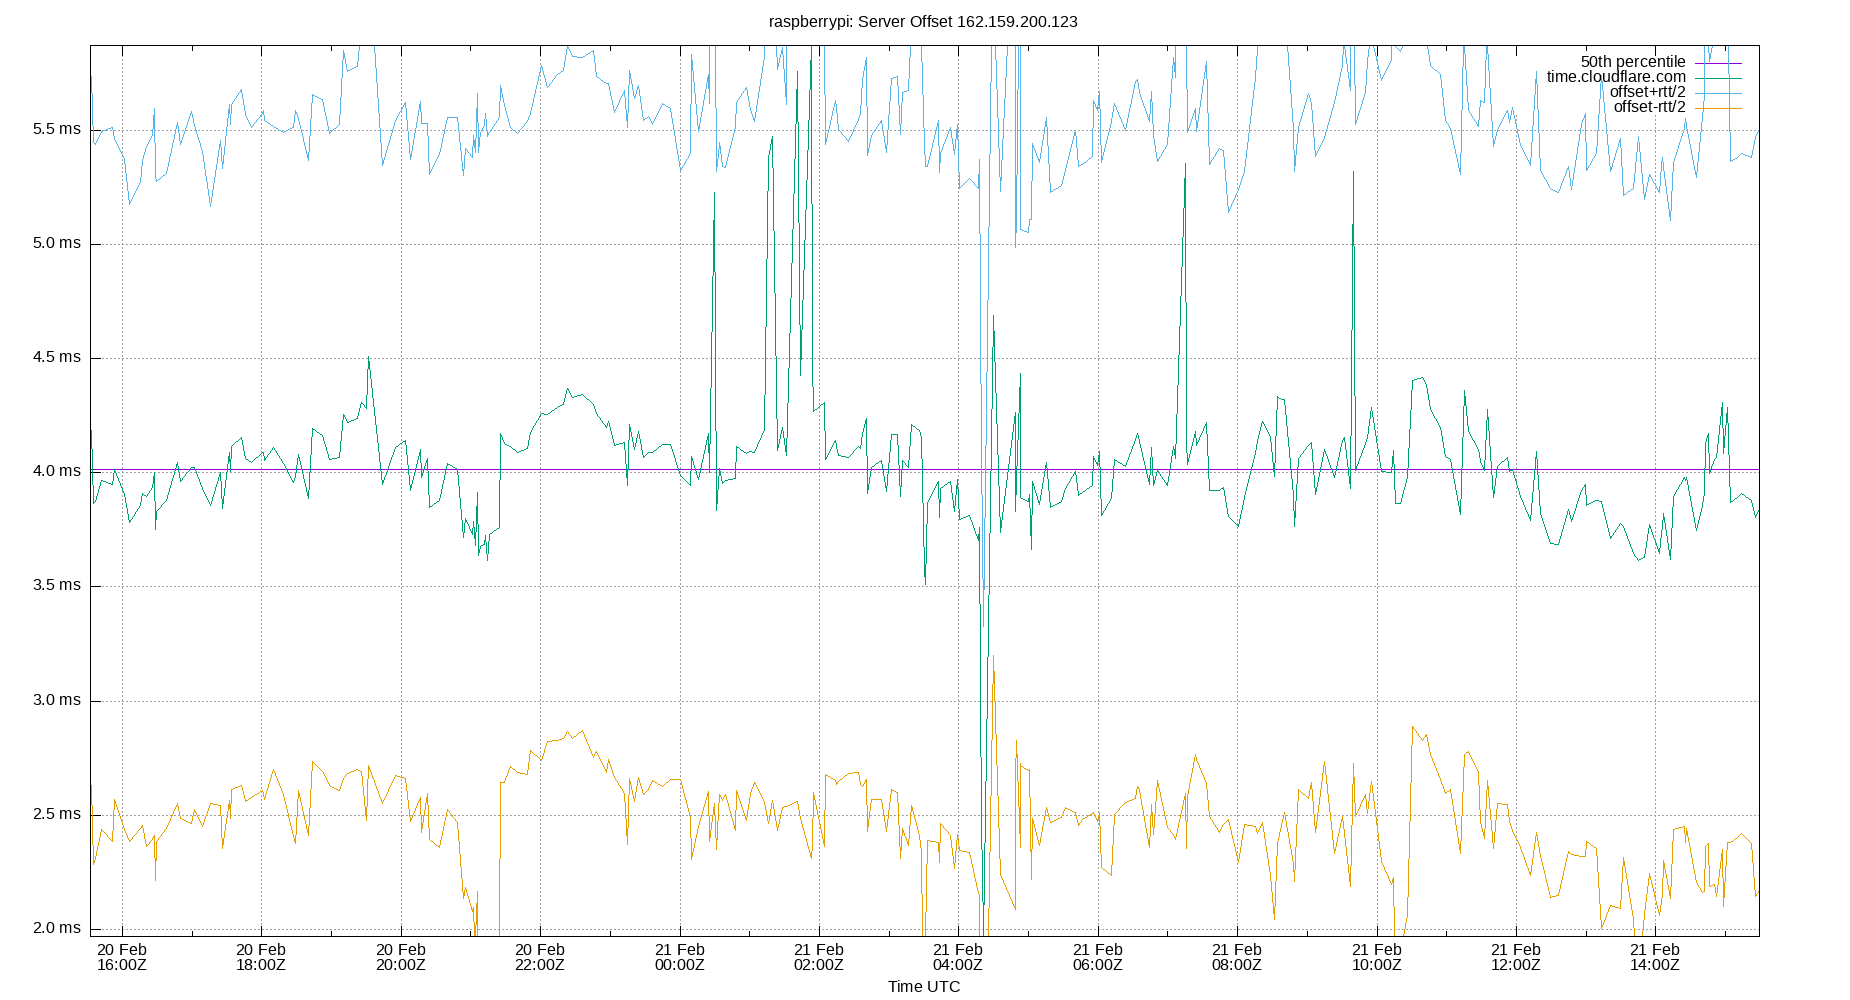 raspberrypi: Server Offset 162.159.200.123
50th percentile
time.cloudflare.com
offset+rtt/2
offset-rtt/2
5.5 ms
5.0 ms
4.5 ms
4.0 ms
3.5 ms
3.0 ms
2.5 ms
2.0 ms
20 Feb 20 Feb 20 Feb 20 Feb 21 Feb 21 Feb 21 Feb 21 Feb 21 Feb 21 Feb 21 Feb 21 Feb
16:00Z 18:00Z 20:00Z 22:00Z 00:00Z 02:00Z 04:00Z 06:00Z 08:00Z 10:00Z 12:00Z 14:00Z
Time UTC